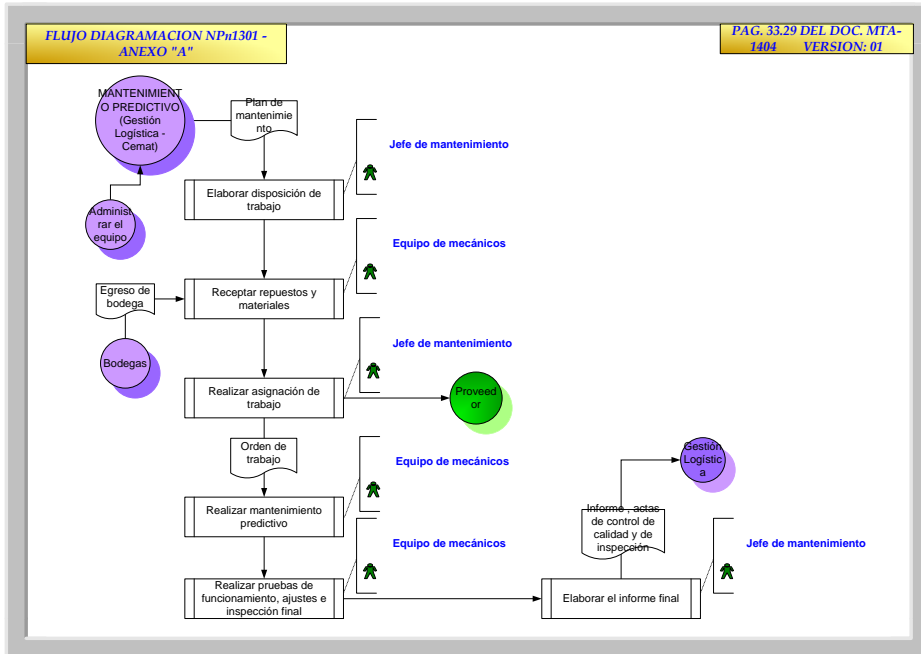 FLUJO DIAGRAMACION NPn1301 -
ANEXO "A"
PAG. 33.29 DEL DOC. MTA-
1404 VERSION: 01
MANTENIMIENT
O PREDICTIVO
(Gestión
Logística -
Cemat)
Plan de
mantenimie
nto
Jefe de mantenimiento
Elaborar disposición de
trabajo
Administ
rar el
equipo
Equipo de mecánicos
Egreso de
bodega
Receptar repuestos y
materiales
Bodegas
Jefe de mantenimiento
Realizar asignación de
trabajo
Proveed
or
Orden de
trabajo
Equipo de mecánicos
Gestión
Logístic
a
Realizar mantenimiento
predictivo
Informe , actas
de control de
calidad y de
inspección
Equipo de mecánicos
Jefe de mantenimiento
Realizar pruebas de
funcionamiento, ajustes e
inspección final
Elaborar el informe final